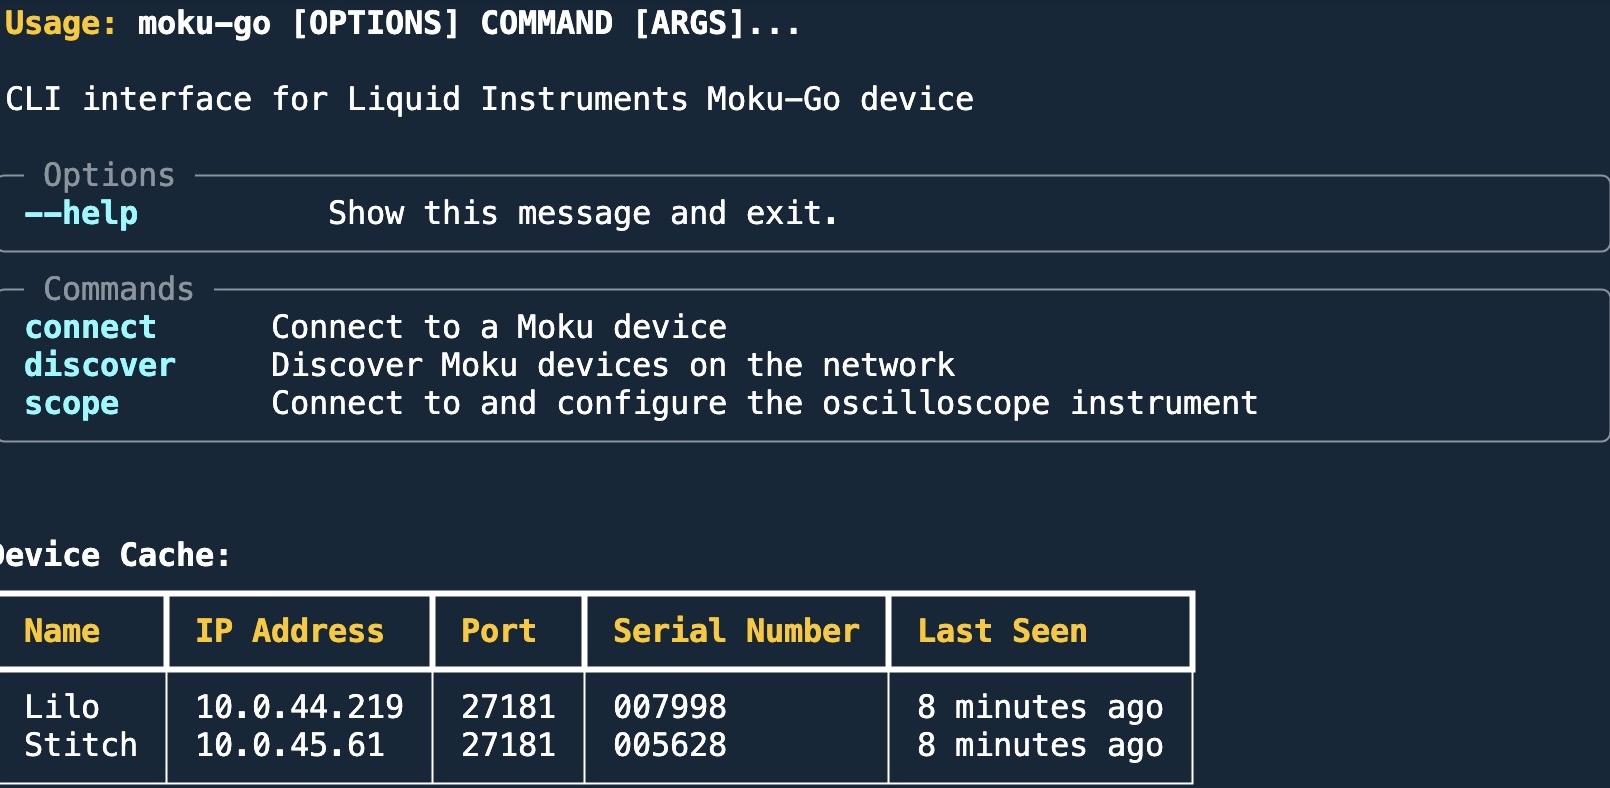 Usage: moku-go [OPTIONS] COMMAND [ARGS]...
CLI interface for Liquid Instruments Moku-Go device
Options
--help Show this message and exit.
Commands
connect Connect to a Moku device
discover Discover Moku devices on the network
scope Connect to and configure the oscilloscope instrument
Device Cache:
Name IP Address Port Serial Number Last Seen
Lilo 10.0.44.219 27181 007998 8 minutes ago
Stitch 10.0.45.61 27181 005628 8 minutes ago